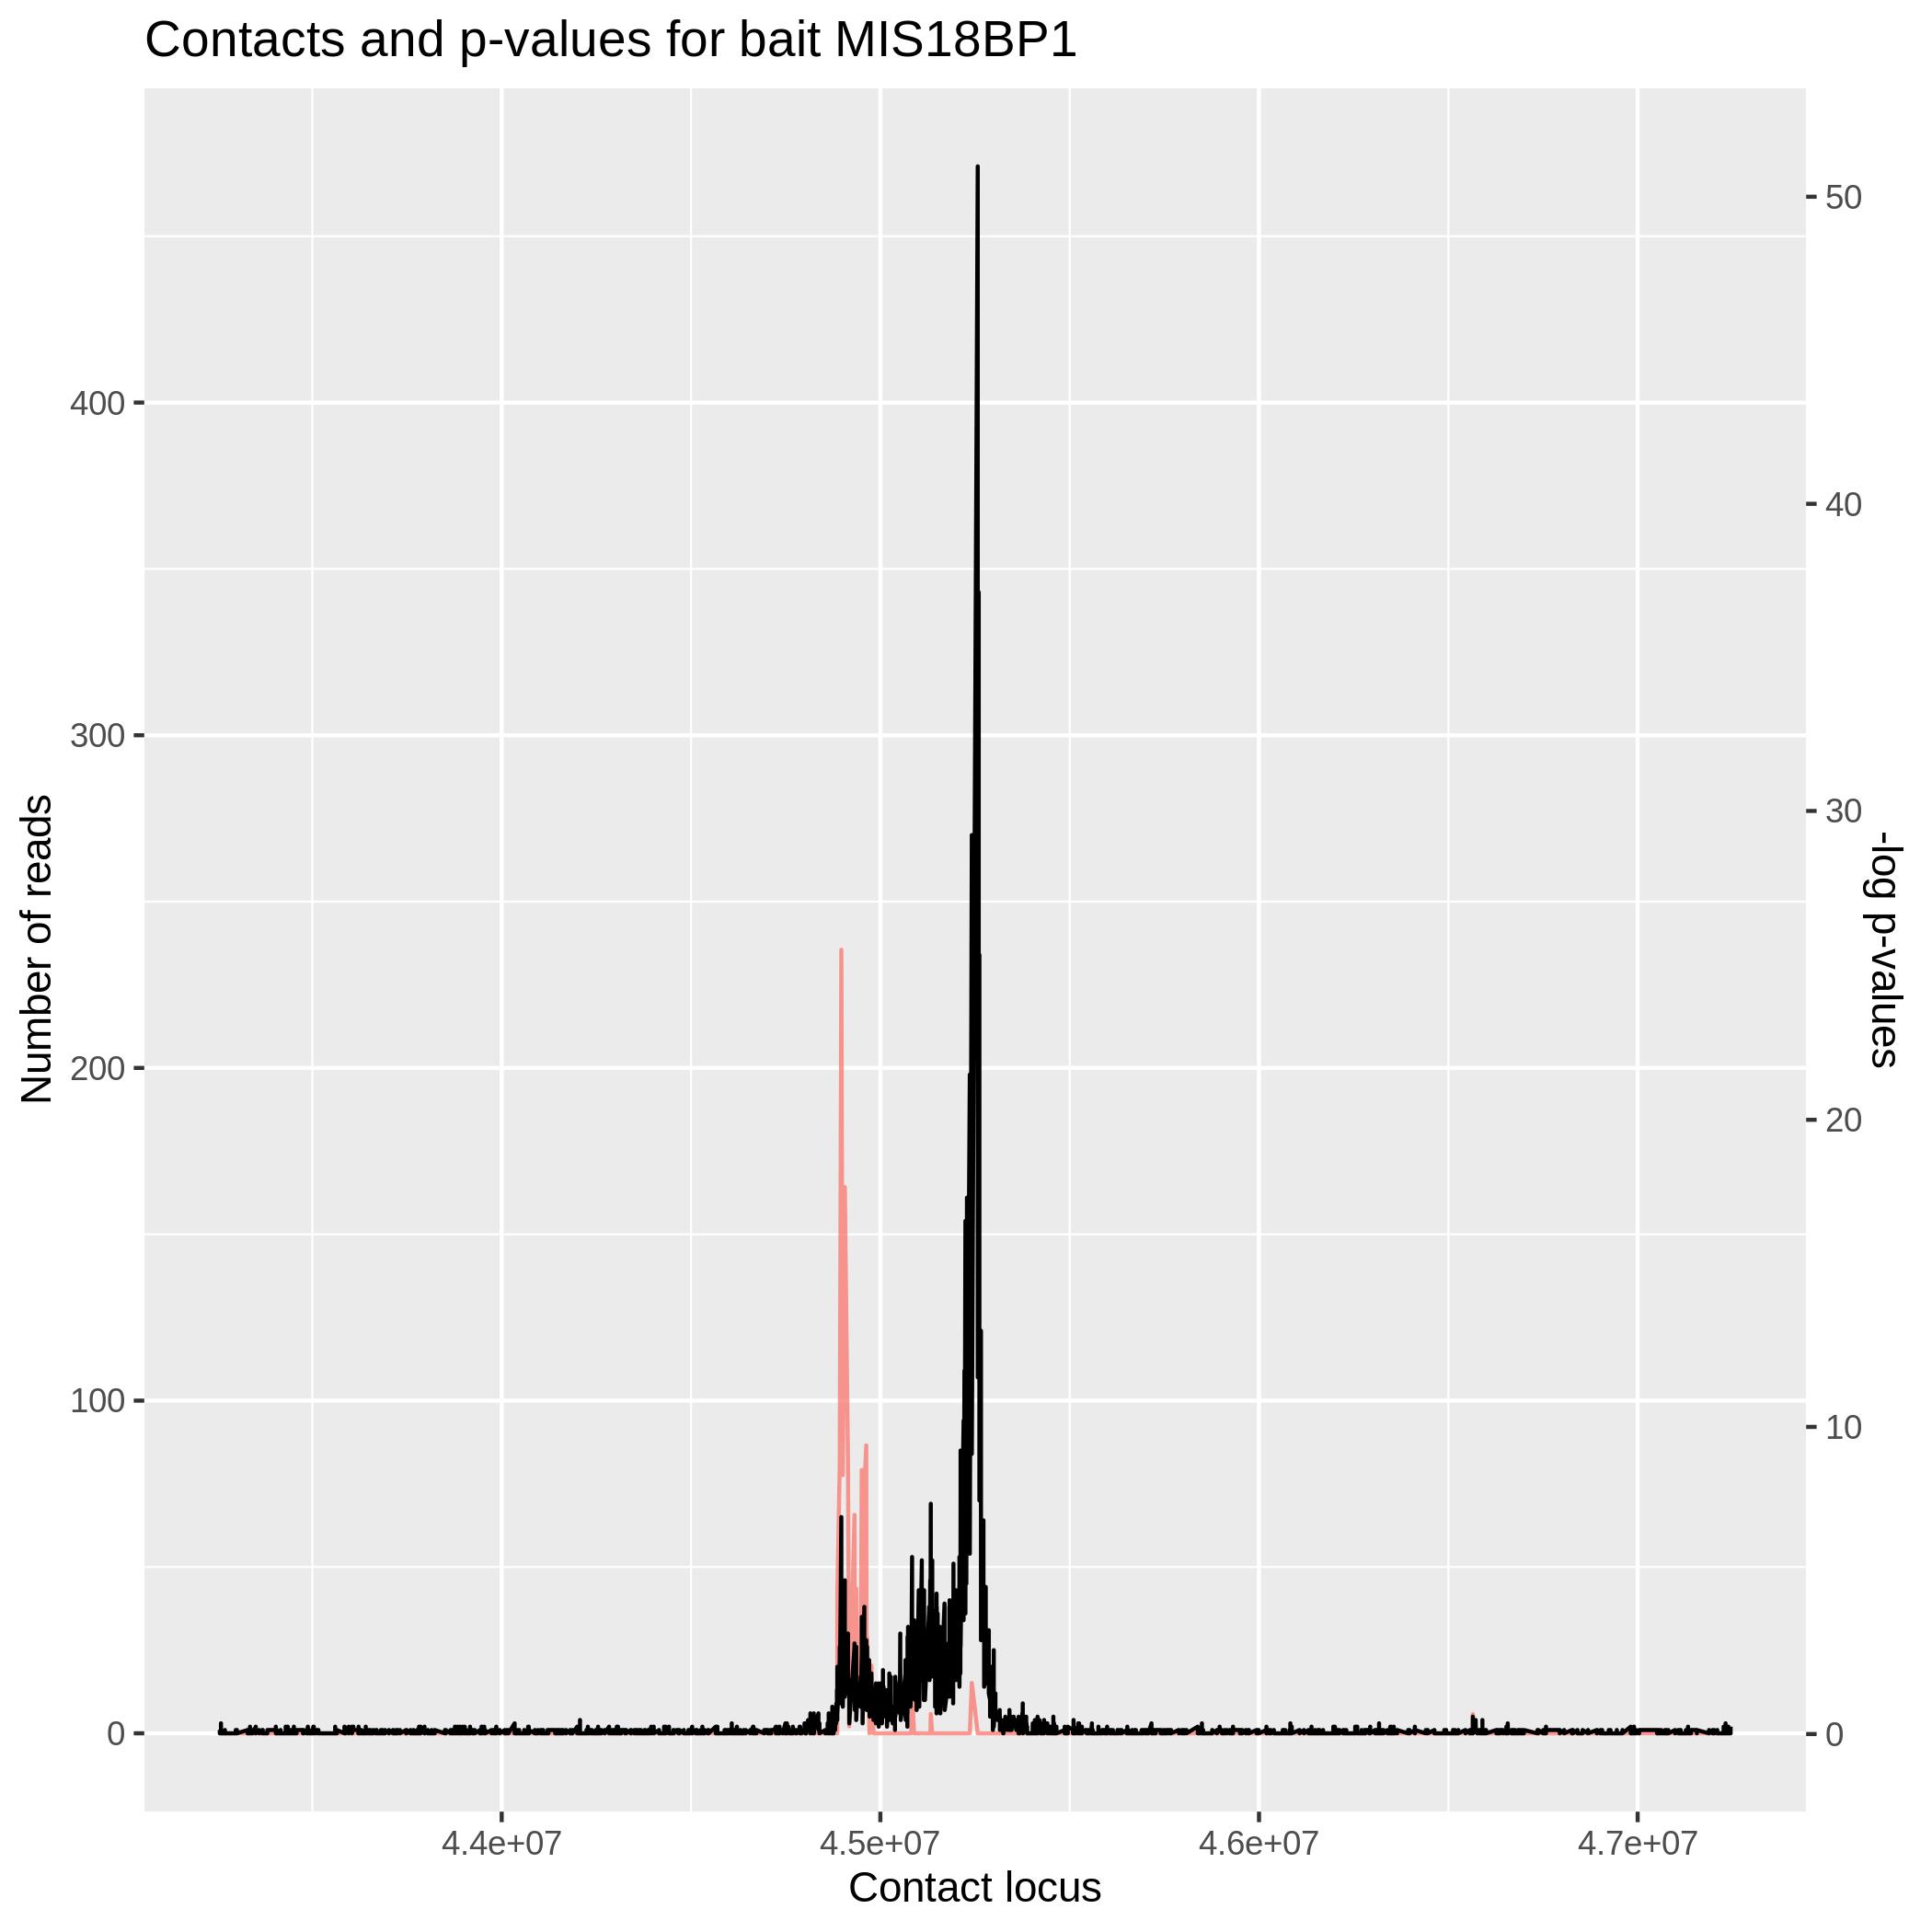 Contacts and p-values for bait MIS18BP1
Number of reads
400
300
200
100
0
50
40
30
20
10
0
-log p-values
4.4e+07
4.5e+07
4.6e+07
4.7e+07
Contact locus